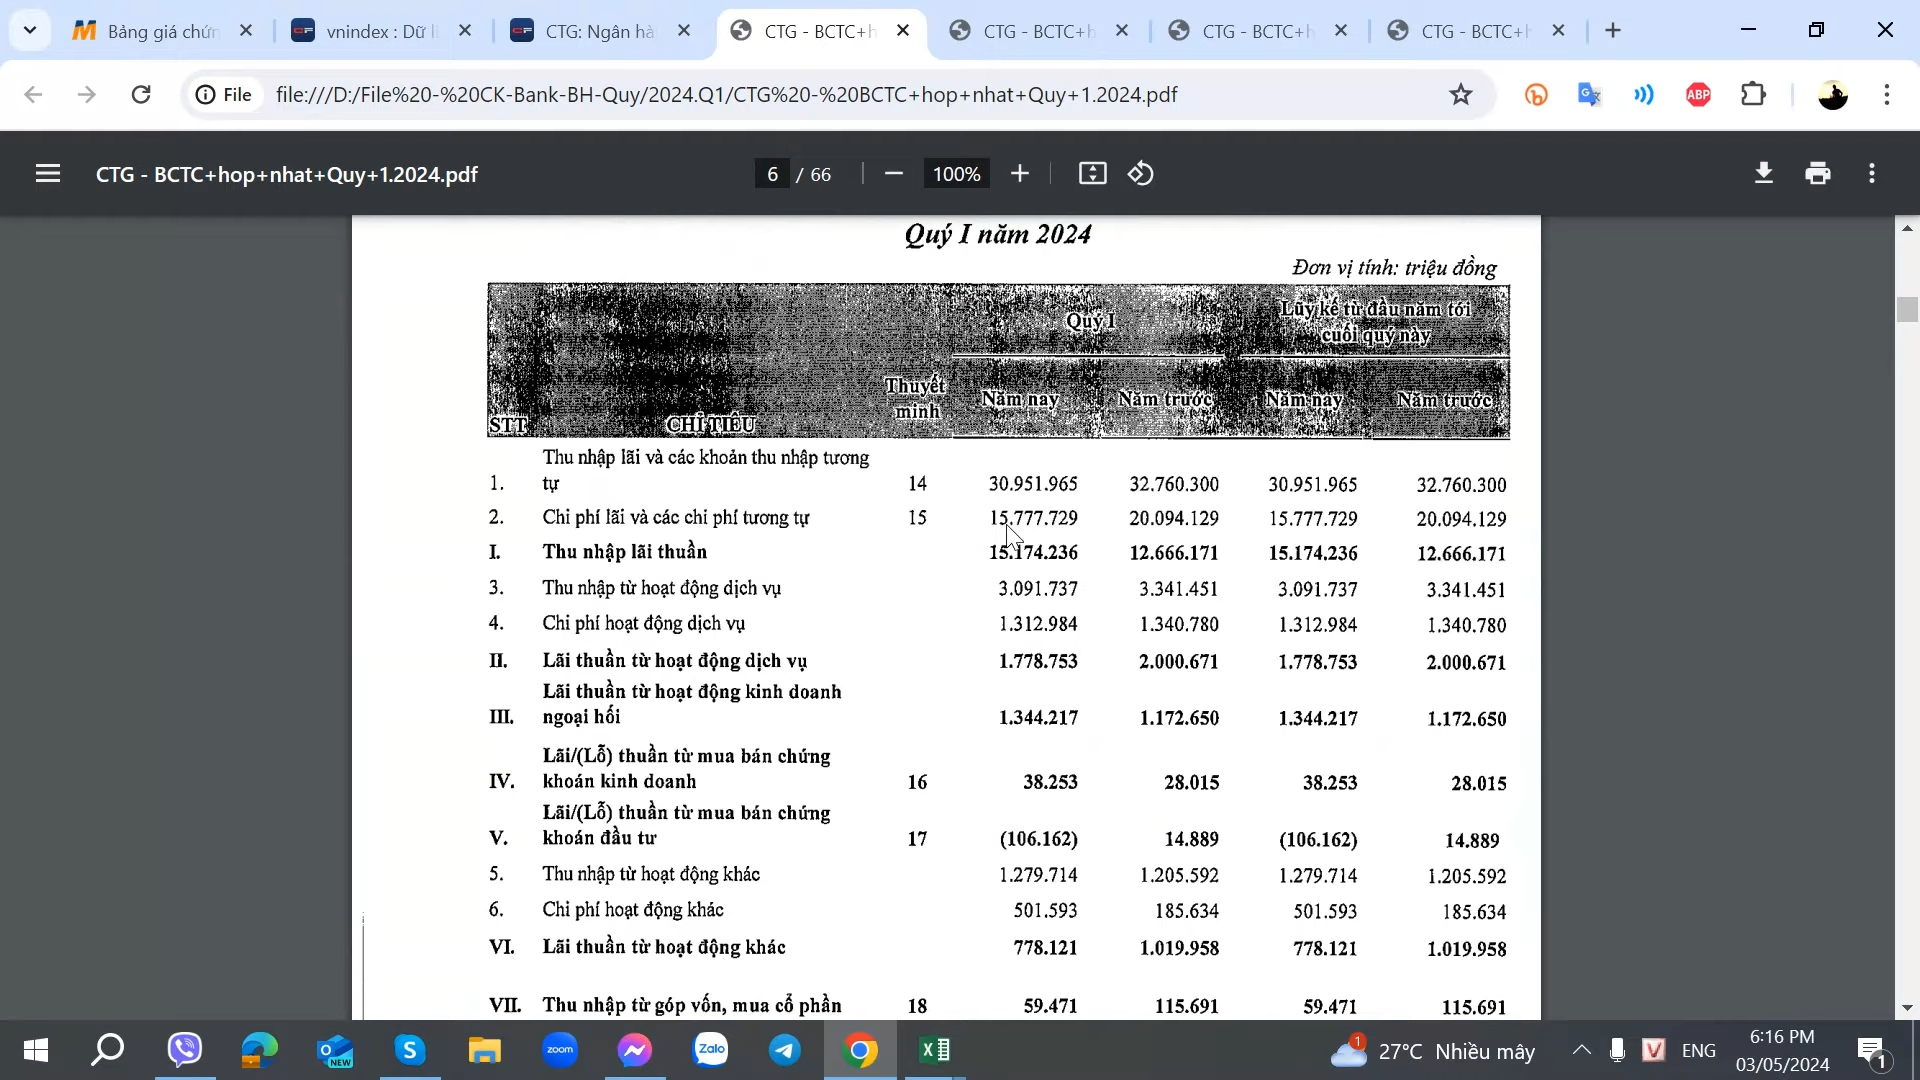 Bảng giá chứn
vnindex : Dữ li
CTG: Ngân hà
CTG - BCTC+h
CTG - BCTC+h
CTG - BCTC+h
CTG - BCTC+h
File file:///D:/File%20-%20CK-Bank-BH-Quy/2024.Q1/CTG%20-%20BCTC+hop+nhat+Quy+1.2024.pdf ABP
CTG - BCTC+hop+nhat+Quy+1.2024.pdf 6 / 66 100%
Quý I năm 2024
Đơn vị tính: triệu đồng
Quý I Lũy kế từ đầu năm tới
cuối quý này
STT CHỈ TIÊU Thuyết minh Năm nay Năm trước Năm nay Năm trước
Thu nhập lãi và các khoản thu nhập tương
1. tự 14 30.951.965 32.760.300 30.951.965 32.760.300
2. Chi phí lãi và các chi phí tương tự 15 15.777.729 20.094.129 15.777.729 20.094.129
I. Thu nhập lãi thuần 15.174.236 12.666.171 15.174.236 12.666.171
3. Thu nhập từ hoạt động dịch vụ 3.091.737 3.341.451 3.091.737 3.341.451
4. Chi phí hoạt động dịch vụ 1.312.984 1.340.780 1.312.984 1.340.780
II. Lãi thuần từ hoạt động dịch vụ 1.778.753 2.000.671 1.778.753 2.000.671
Lãi thuần từ hoạt động kinh doanh
III. ngoại hối 1.344.217 1.172.650 1.344.217 1.172.650
Lãi/(Lỗ) thuần từ mua bán chứng
IV. khoán kinh doanh 16 38.253 28.015 38.253 28.015
Lãi/(Lỗ) thuần từ mua bán chứng
V. khoán đầu tư 17 (106.162) 14.889 (106.162) 14.889
5. Thu nhập từ hoạt động khác 1.279.714 1.205.592 1.279.714 1.205.592
6. Chi phí hoạt động khác 501.593 185.634 501.593 185.634
VI. Lãi thuần từ hoạt động khác 778.121 1.019.958 778.121 1.019.958
VII. Thu nhập từ góp vốn, mua cổ phần 18 59.471 115.691 59.471 115.691
NEW
zoom
Zalo
1
27°C Nhiều mây
ENG
6:16 PM
03/05/2024
1